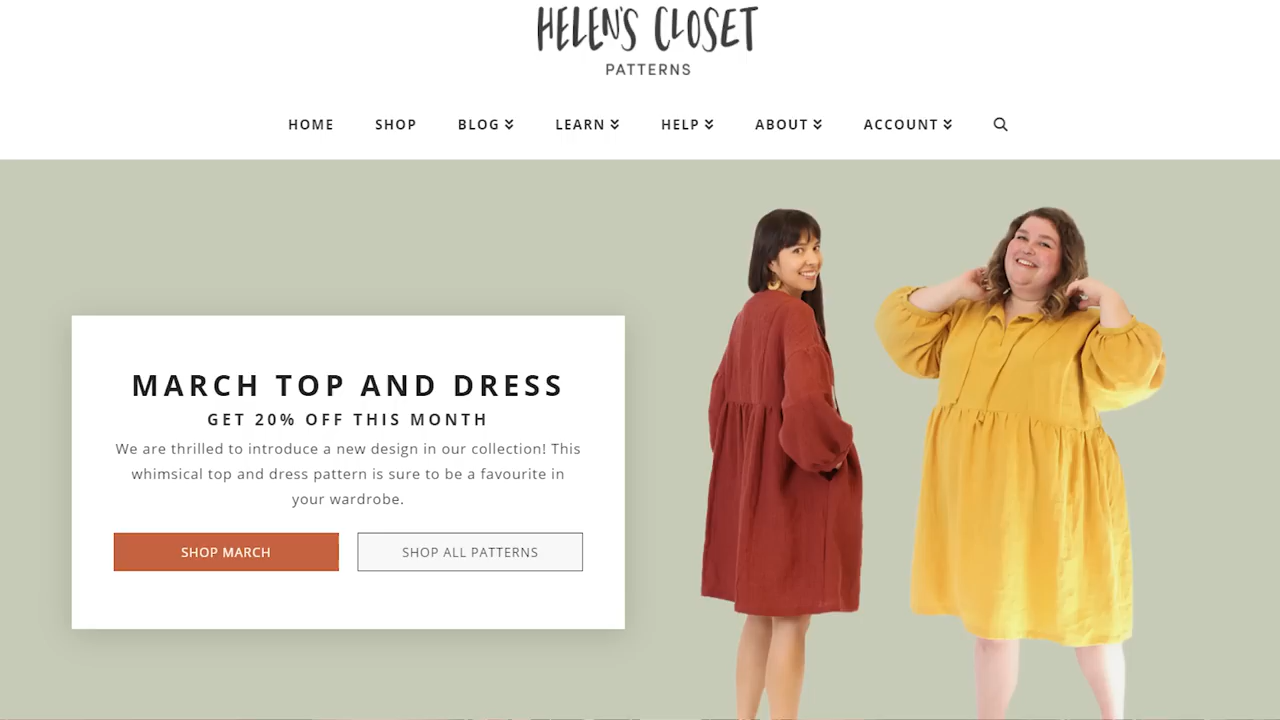 HELEN'S CLOSET
PATTERNS
HOME SHOP BLOG LEARN HELP ABOUT ACCOUNT
MARCH TOP AND DRESS
GET 20% OFF THIS MONTH
We are thrilled to introduce a new design in our collection! This
whimsical top and dress pattern is sure to be a favourite in
your wardrobe.
SHOP MARCH SHOP ALL PATTERNS